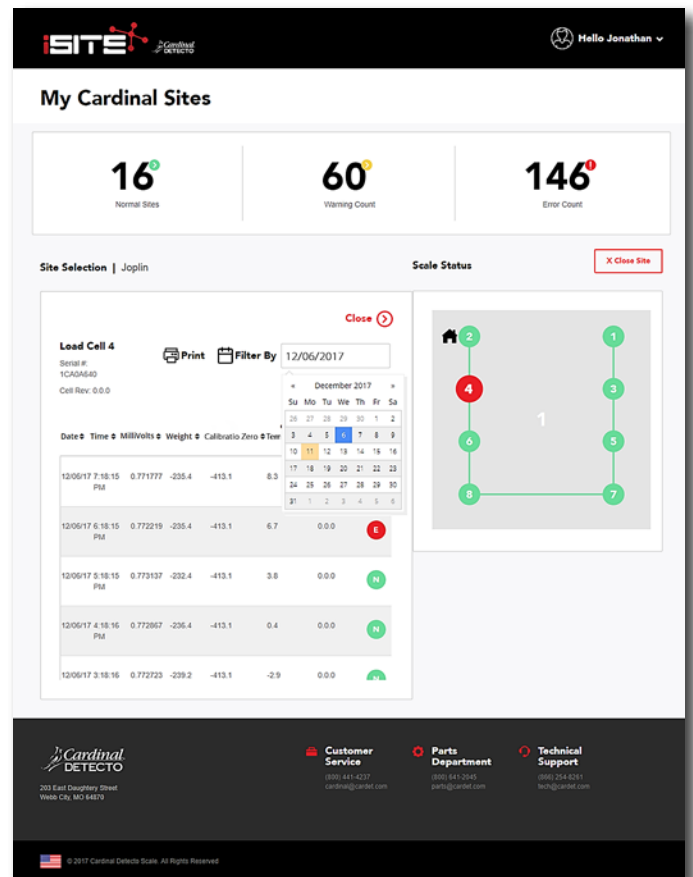 iSITE Cardinal DETECTO
Hello Jonathan
My Cardinal Sites
16
Normal Sites
60
Warning Count
146
Error Count
Site Selection | Joplin
Scale Status
X Close Site
Close
Load Cell 4
Serial #:
1CA0A640
Cell Rev: 0.0.0
Print
Filter By
12/06/2017
« December 2017 »
Su Mo Tu We Th Fr Sa
26 27 28 29 30 1 2
3 4 5 6 7 8 9
10 11 12 13 14 15 16
17 18 19 20 21 22 23
24 25 26 27 28 29 30
31 1 2 3 4 5 6
Date Time MilliVolts Weight Calibratio Zero
12/06/17 7:18:15 PM 0.771777 -235.4 -413.1 8.3
12/06/17 6:18:15 PM 0.772219 -235.4 -413.1 6.7 0.0.0 E
12/06/17 5:18:15 PM 0.773137 -232.4 -413.1 3.8 0.0.0 N
12/06/17 4:18:16 PM 0.772867 -236.4 -413.1 0.4 0.0.0 N
12/06/17 3:18:16 0.772723 -239.2 -413.1 -2.9 0.0.0 N
2 1
4 3
1
6 5
8 7
Cardinal
DETECTO
203 East Daughtery Street
Webb City, MO 64870
Customer
Service
(800) 441-4237
cardinal@cardet.com
Parts
Department
(800) 641-2045
parts@cardet.com
Technical
Support
(866) 254-8261
tech@cardet.com
© 2017 Cardinal Detecto Scale. All Rights Reserved